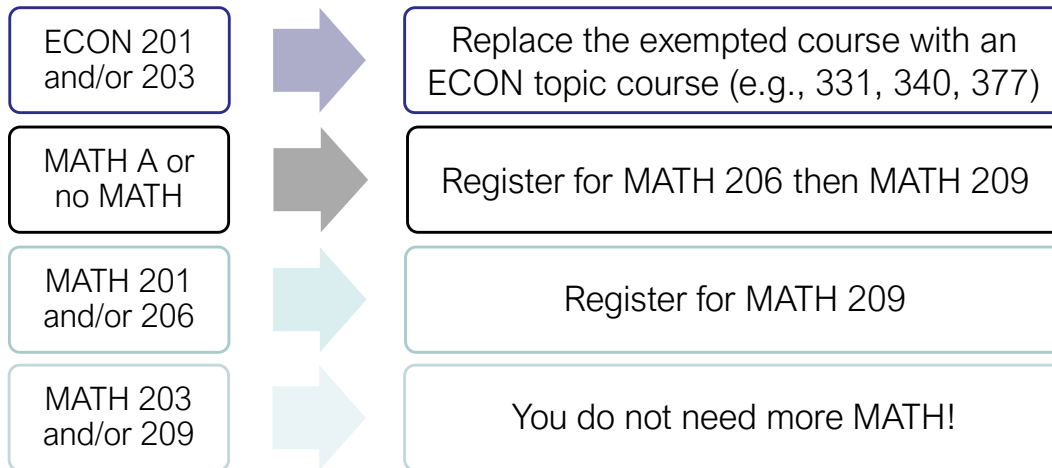 ECON 201
and/or 203
Replace the exempted course with an
ECON topic course (e.g., 331, 340, 377)
MATH A or
no MATH
Register for MATH 206 then MATH 209
MATH 201
and/or 206
Register for MATH 209
MATH 203
and/or 209
You do not need more MATH!